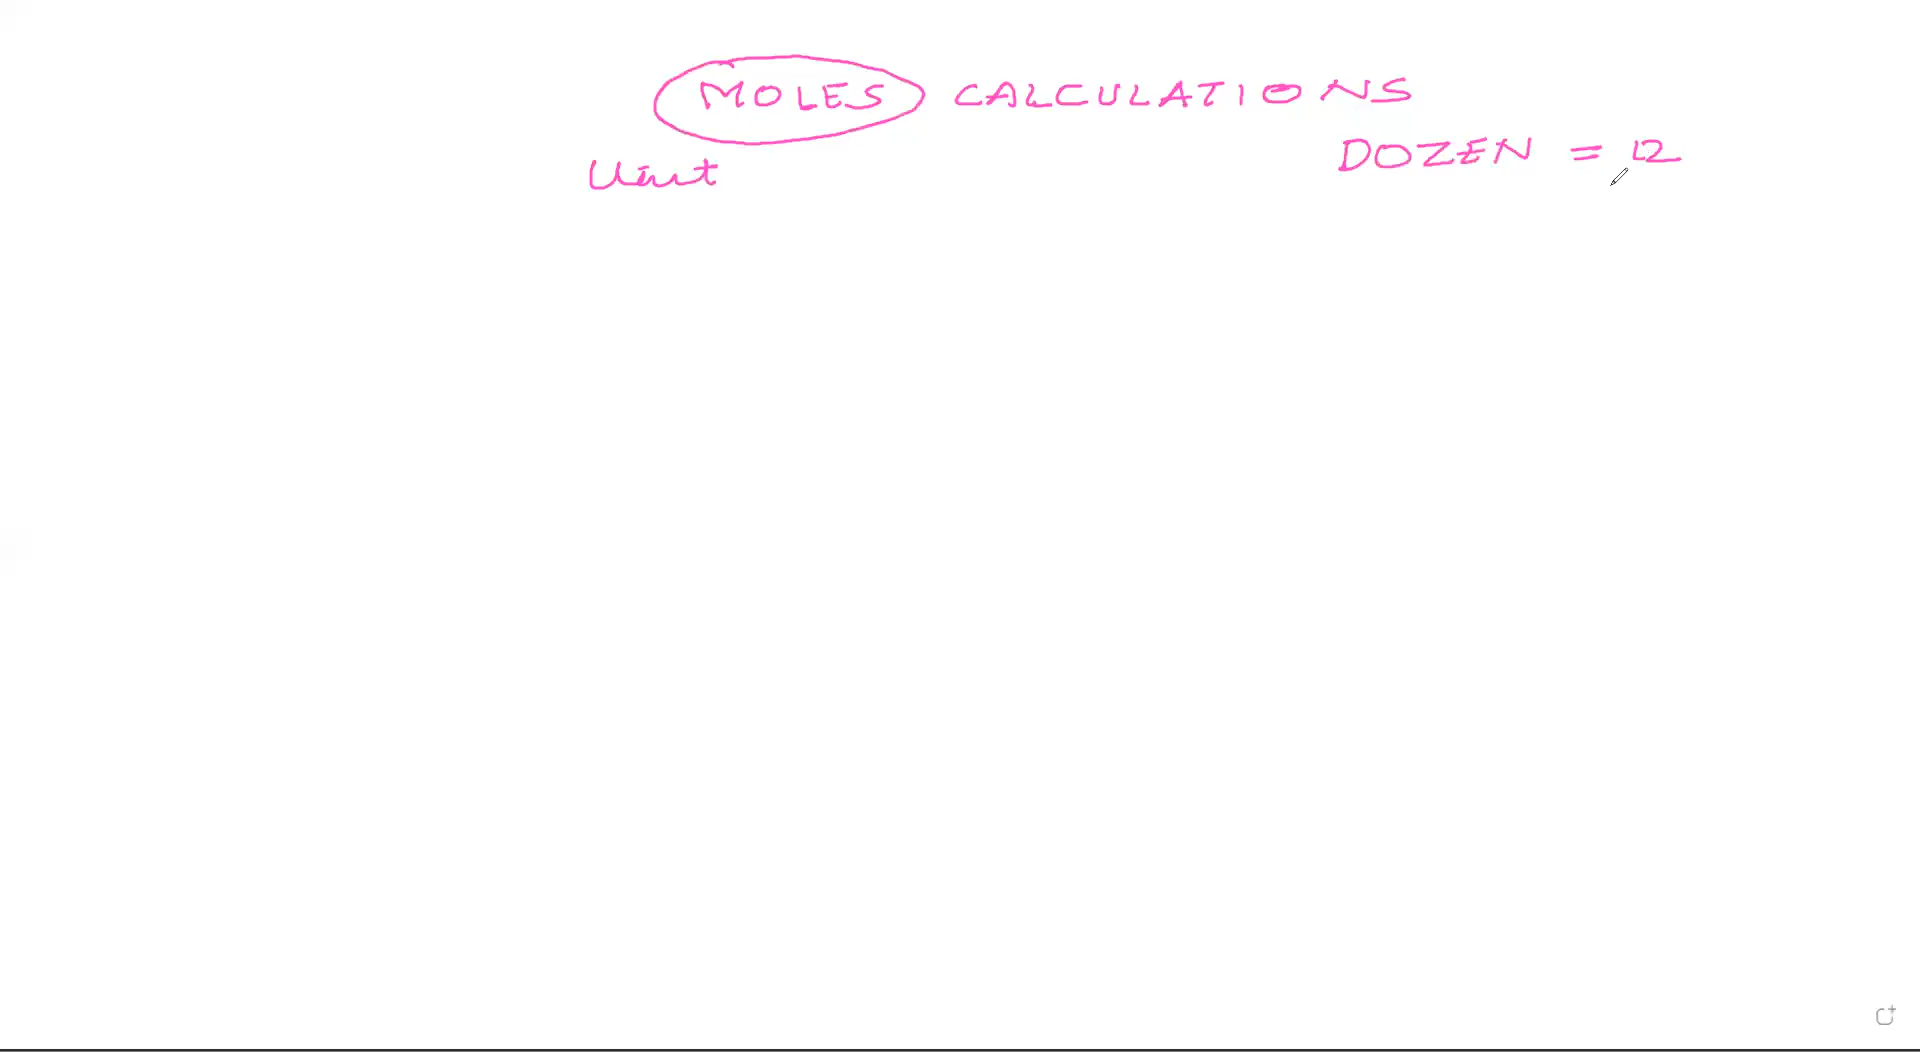 MOLES CALCULATIONS
DOZEN = 12
Unit